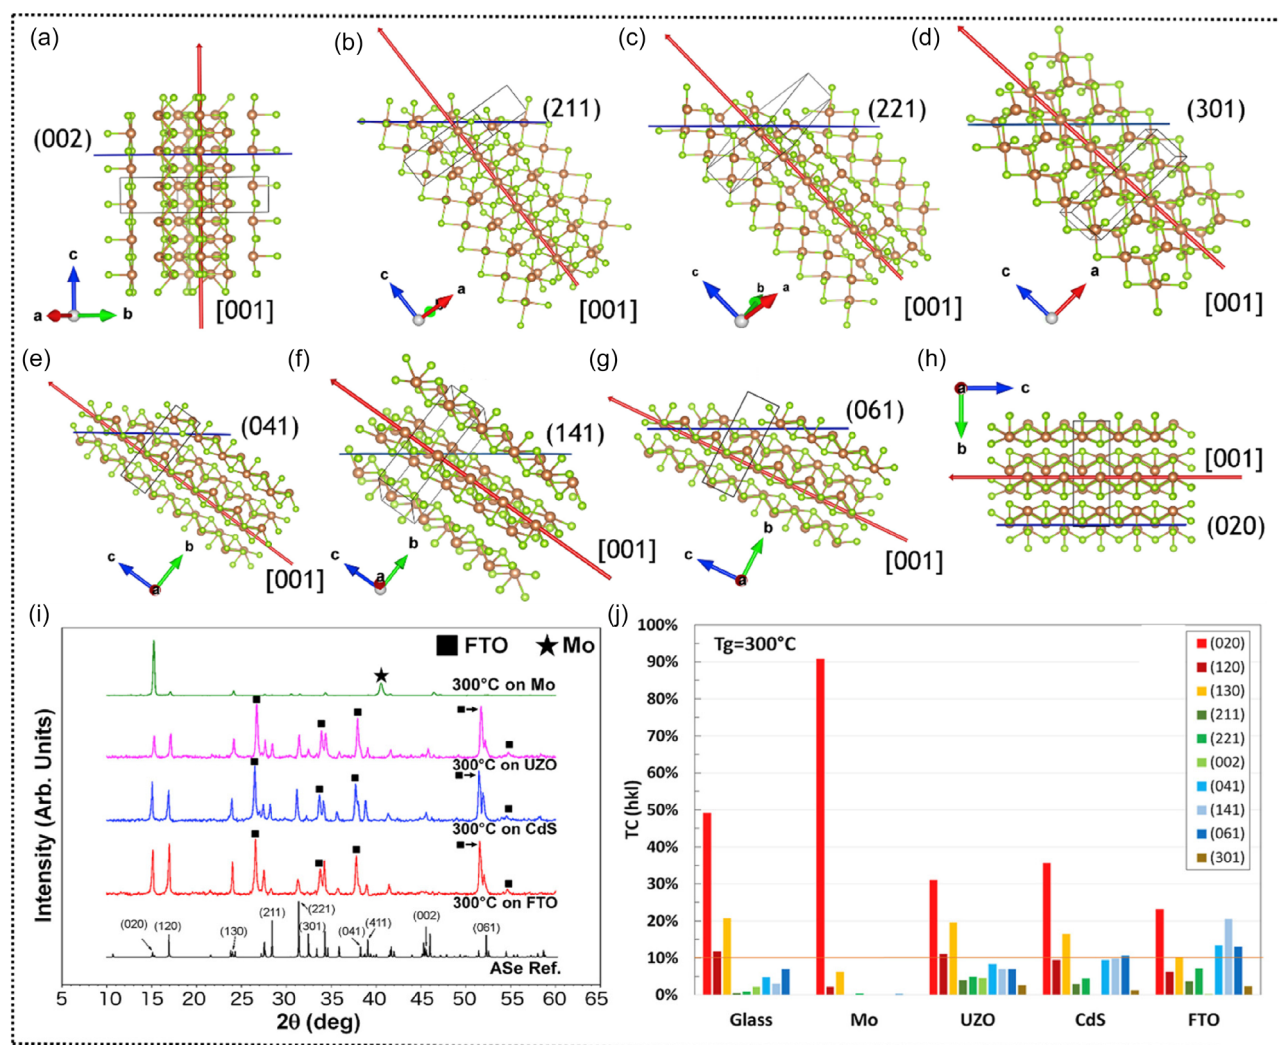 (a)
(002)
c
a
b
[001]
(b)
(211)
c
a
[001]
(c)
(221)
c
b
a
[001]
(d)
(301)
c
a
[001]
(e)
(041)
c
b
a
[001]
(f)
(141)
c
b
a
[001]
(g)
(061)
c
b
a
[001]
(h)
a
c
b
[001]
(020)
(i)
FTO
Mo
300°C on Mo
300°C on UZO
300°C on CdS
300°C on FTO
(020)
(120)
(130)
(211)
(221)
(301)
(041)
(411)
(002)
(061)
ASe Ref.
Intensity (Arb. Units)
5 10 15 20 25 30 35 40 45 50 55 60 65
2θ (deg)
(j)
Tg=300°C
TC (hkl)
100%
90%
80%
70%
60%
50%
40%
30%
20%
10%
0%
Glass Mo UZO CdS FTO
(020)
(120)
(130)
(211)
(221)
(002)
(041)
(141)
(061)
(301)